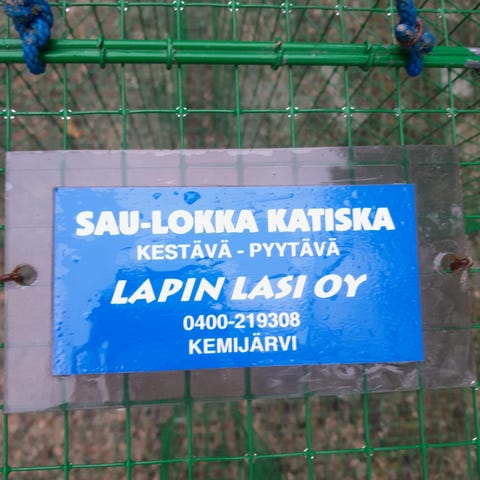 SAU-LOKKA KATISKA
KESTÄVÄ - PYYTÄVÄ
LAPIN LASI OY
0400-219308
KEMIJÄRVI